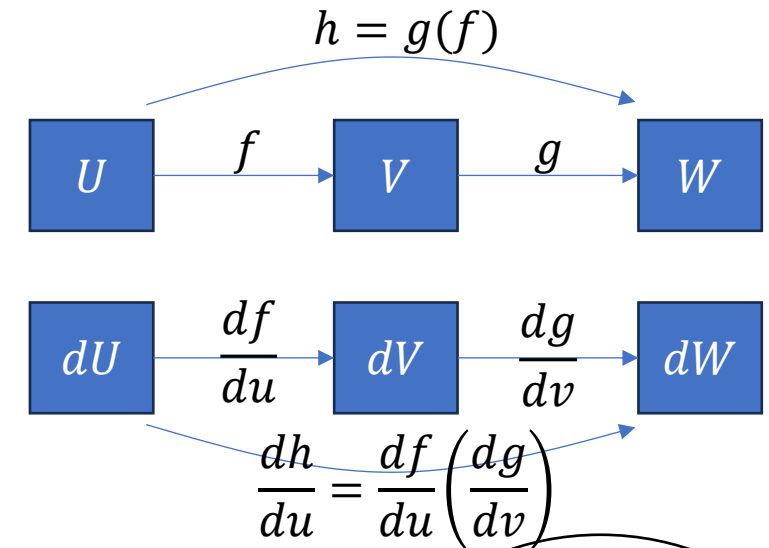 h = g(f)
U f V g W
dU df/du dV dg/dv dW
dh/du = df/du (dg/dv)